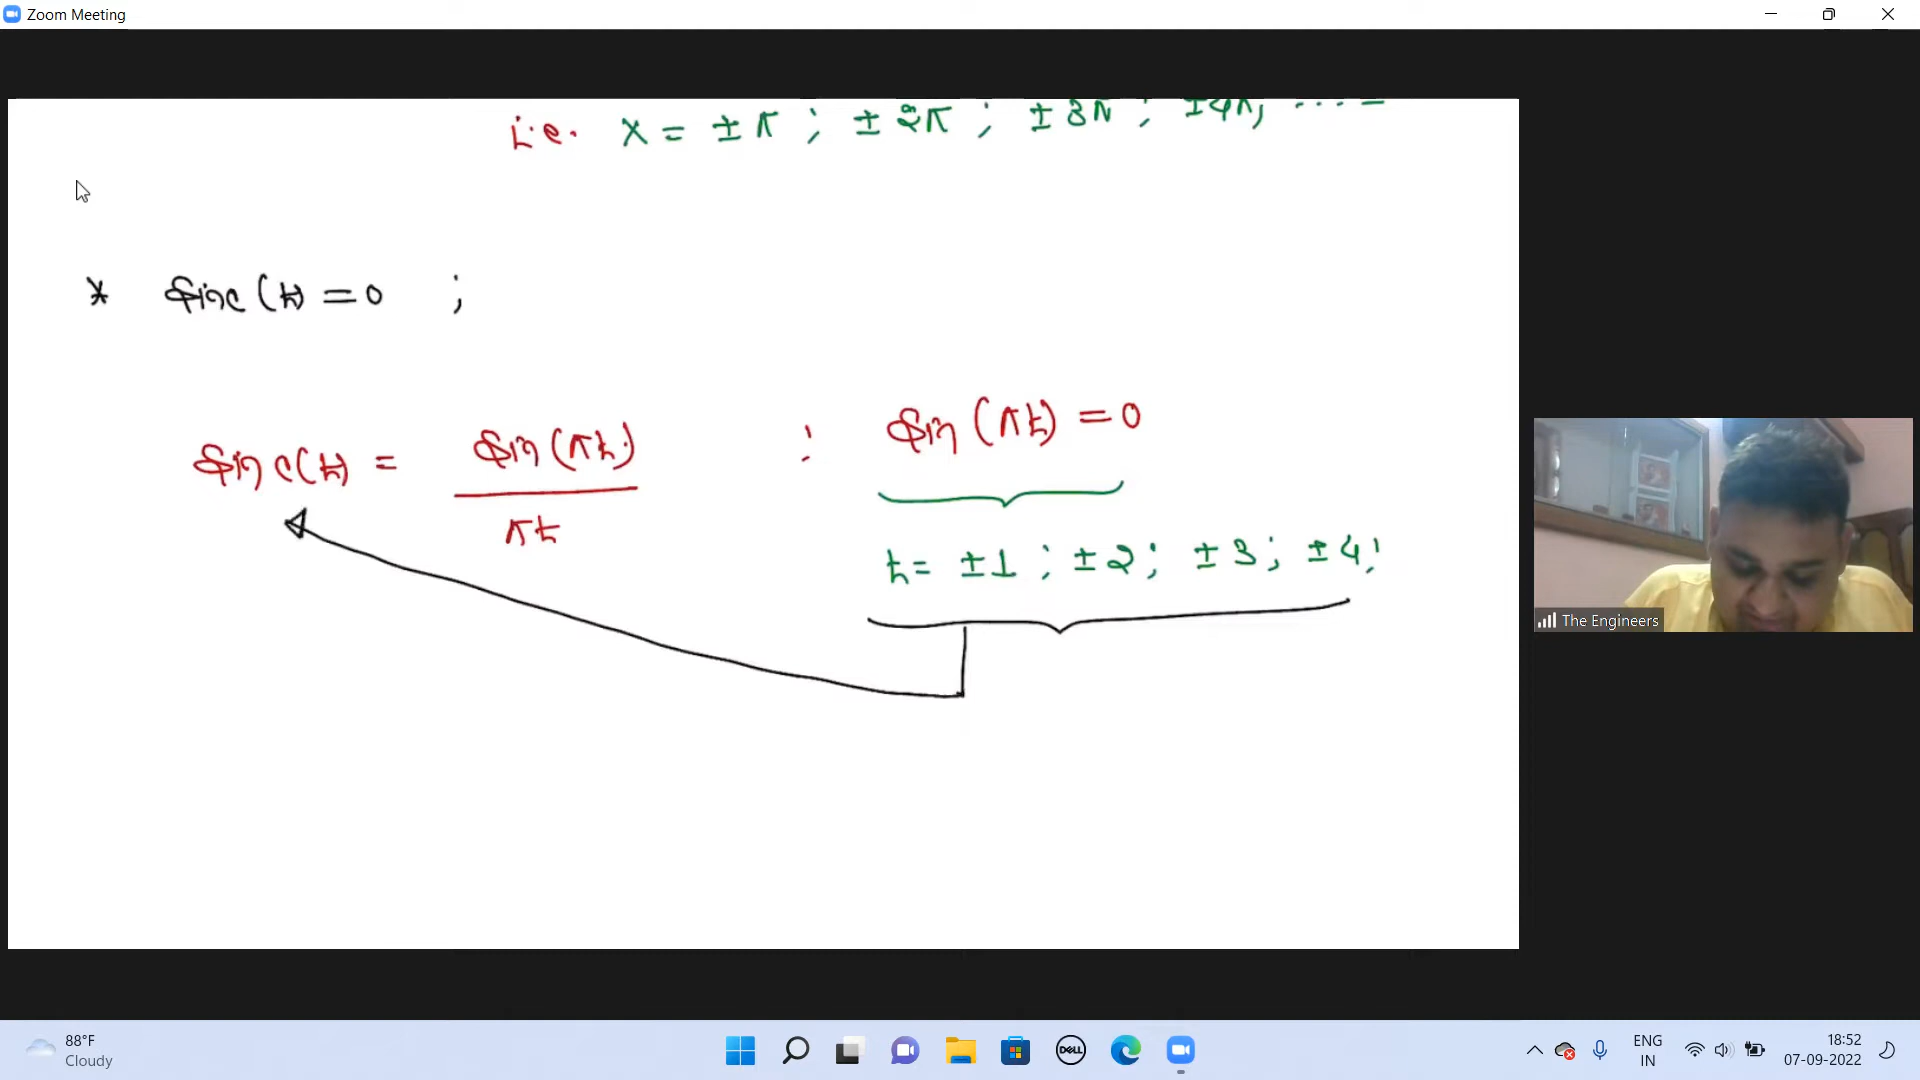 Zoom Meeting
i.e. x = ± π ; ± 2π ; ± 3π ; ± 4π, ....
* Sinc(t) = 0 ;
Sinc(t) = Sin(πt) / πt : Sin(πt) = 0
t = ±1 ; ±2 ; ±3 ; ±4 ;
The Engineers
88°F
Cloudy
DELL
ENG
IN
18:52
07-09-2022